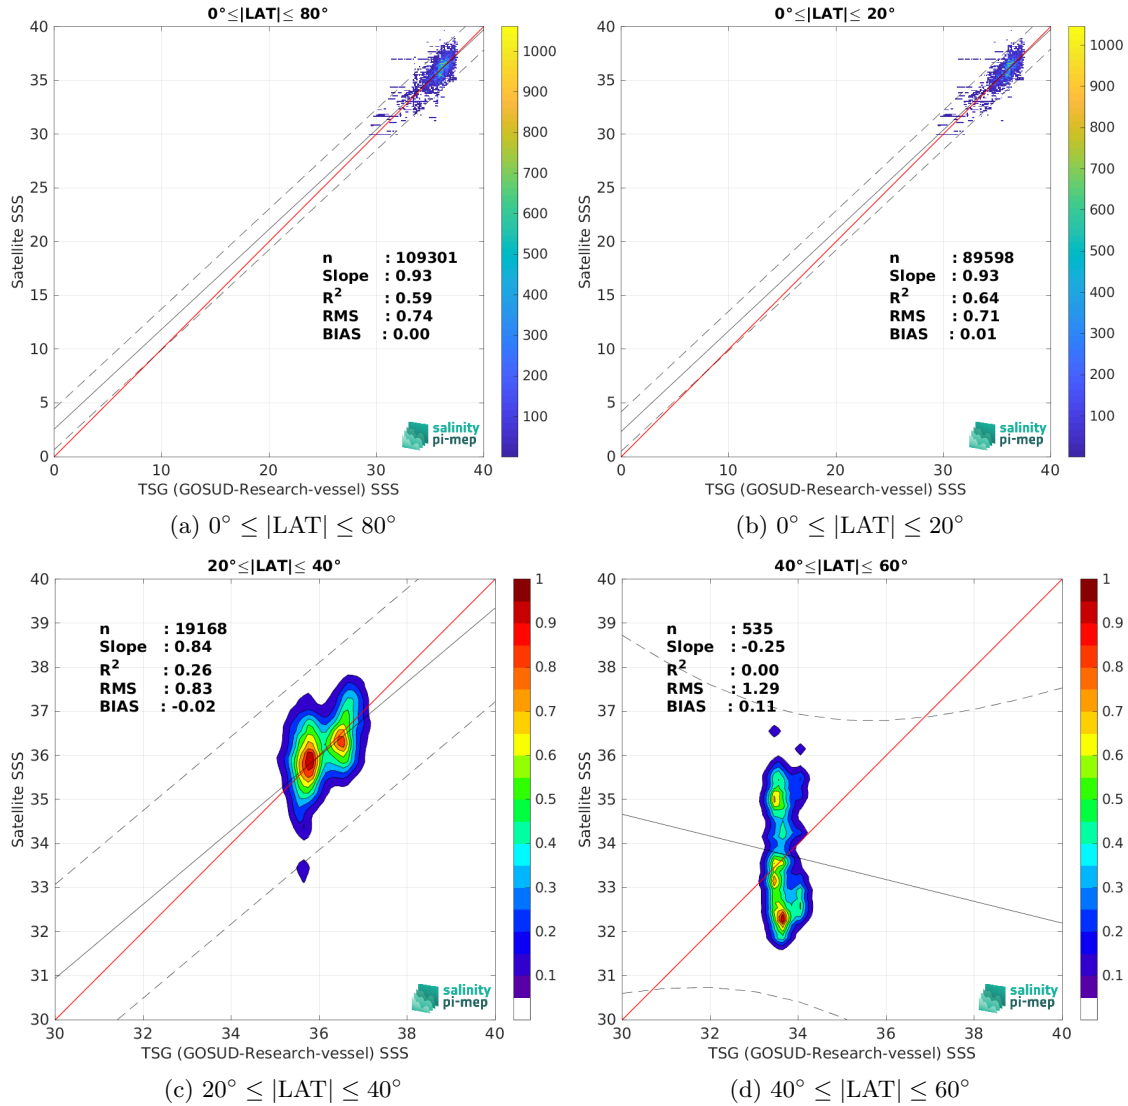 0°≤|LAT|≤ 80°
40
35
30
25
20
15
10
5
0
Satellite SSS
0
10
20
30
40
TSG (GOSUD-Research-vessel) SSS
n : 109301
Slope : 0.93
R² : 0.59
RMS : 0.74
BIAS : 0.00
salinity
pi-mep
1000
900
800
700
600
500
400
300
200
100
(a) 0° ≤ |LAT| ≤ 80°
0°≤|LAT|≤ 20°
40
35
30
25
20
15
10
5
0
Satellite SSS
0
10
20
30
40
TSG (GOSUD-Research-vessel) SSS
n : 89598
Slope : 0.93
R² : 0.64
RMS : 0.71
BIAS : 0.01
salinity
pi-mep
1000
900
800
700
600
500
400
300
200
100
(b) 0° ≤ |LAT| ≤ 20°
20°≤|LAT|≤ 40°
40
39
38
37
36
35
34
33
32
31
30
Satellite SSS
30
32
34
36
38
40
TSG (GOSUD-Research-vessel) SSS
n : 19168
Slope : 0.84
R² : 0.26
RMS : 0.83
BIAS : -0.02
salinity
pi-mep
1
0.9
0.8
0.7
0.6
0.5
0.4
0.3
0.2
0.1
(c) 20° ≤ |LAT| ≤ 40°
40°≤|LAT|≤ 60°
40
39
38
37
36
35
34
33
32
31
30
Satellite SSS
30
32
34
36
38
40
TSG (GOSUD-Research-vessel) SSS
n : 535
Slope : -0.25
R² : 0.00
RMS : 1.29
BIAS : 0.11
salinity
pi-mep
1
0.9
0.8
0.7
0.6
0.5
0.4
0.3
0.2
0.1
(d) 40° ≤ |LAT| ≤ 60°